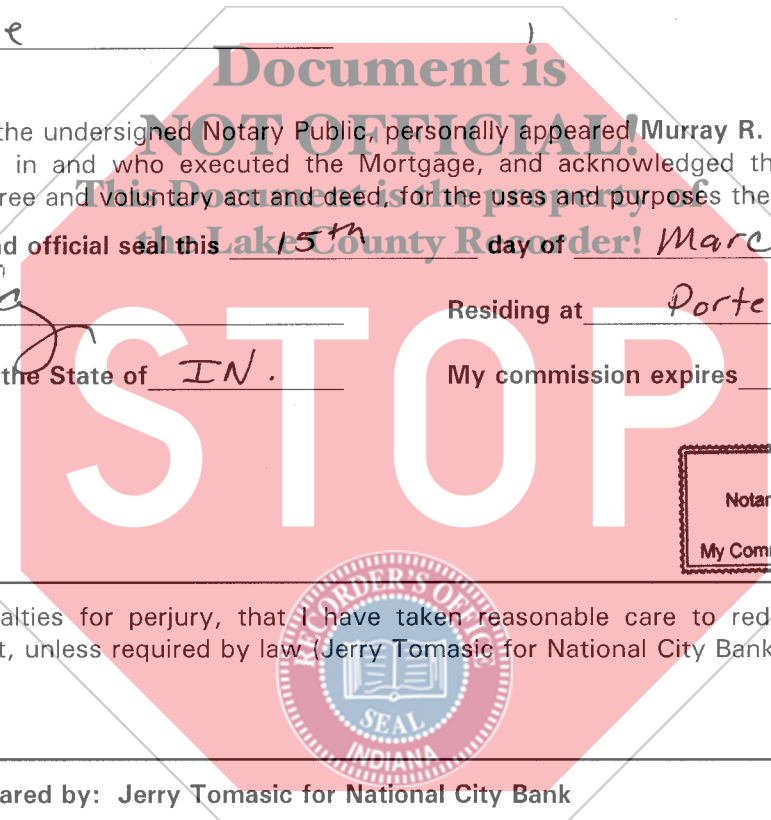 e
Document is
NOT OFFICIAL!
the undersigned Notary Public, personally appeared Murray R.
in and who executed the Mortgage, and acknowledged th
ree and voluntary act and deed, for the uses and purposes the
This Document is the property of
the Lake County Recorder!
nd official seal this 15th day of Marc
Residing at Porte
the State of IN. My commission expires
STOP
Notar
My Comm
RECORDER'S OFFICE
SEAL
INDIANA
alties for perjury, that I have taken reasonable care to red
t, unless required by law (Jerry Tomasic for National City Bank
ared by: Jerry Tomasic for National City Bank